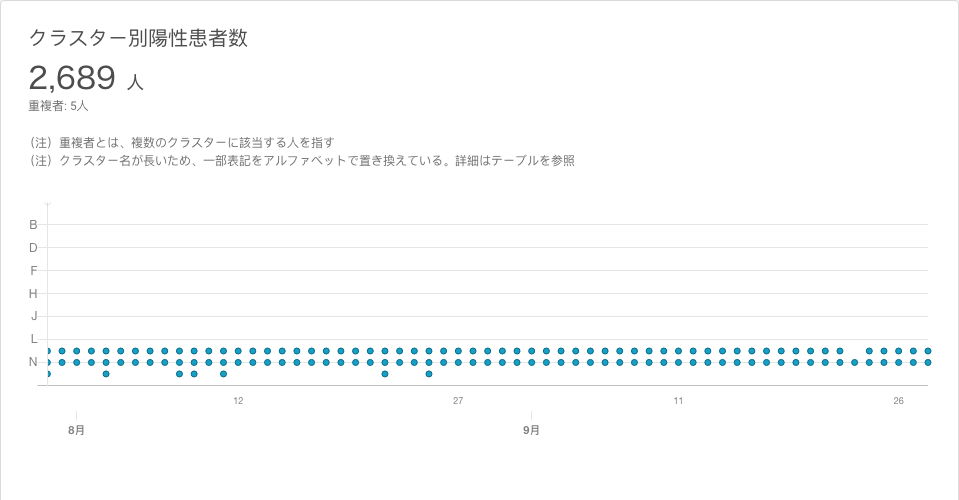 クラスター別陽性患者数
2,689 人
重複者: 5人
（注）重複者とは、複数のクラスターに該当する人を指す
（注）クラスター名が長いため、一部表記をアルファベットで置き換えている。詳細はテーブルを参照
B
D
F
H
J
L
N
12 27 11 26
8月 9月